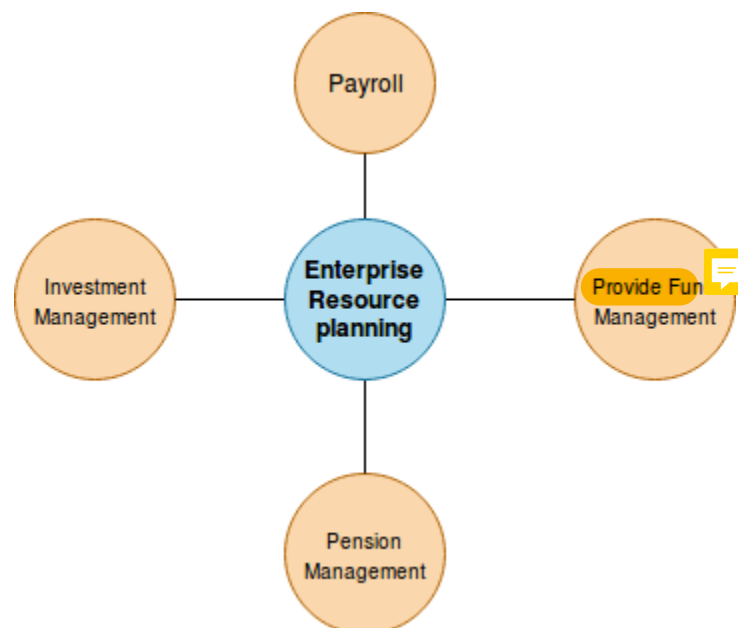 Payroll
Investment
Management
Enterprise
Resource
planning
Provide Fun
Management
Pension
Management